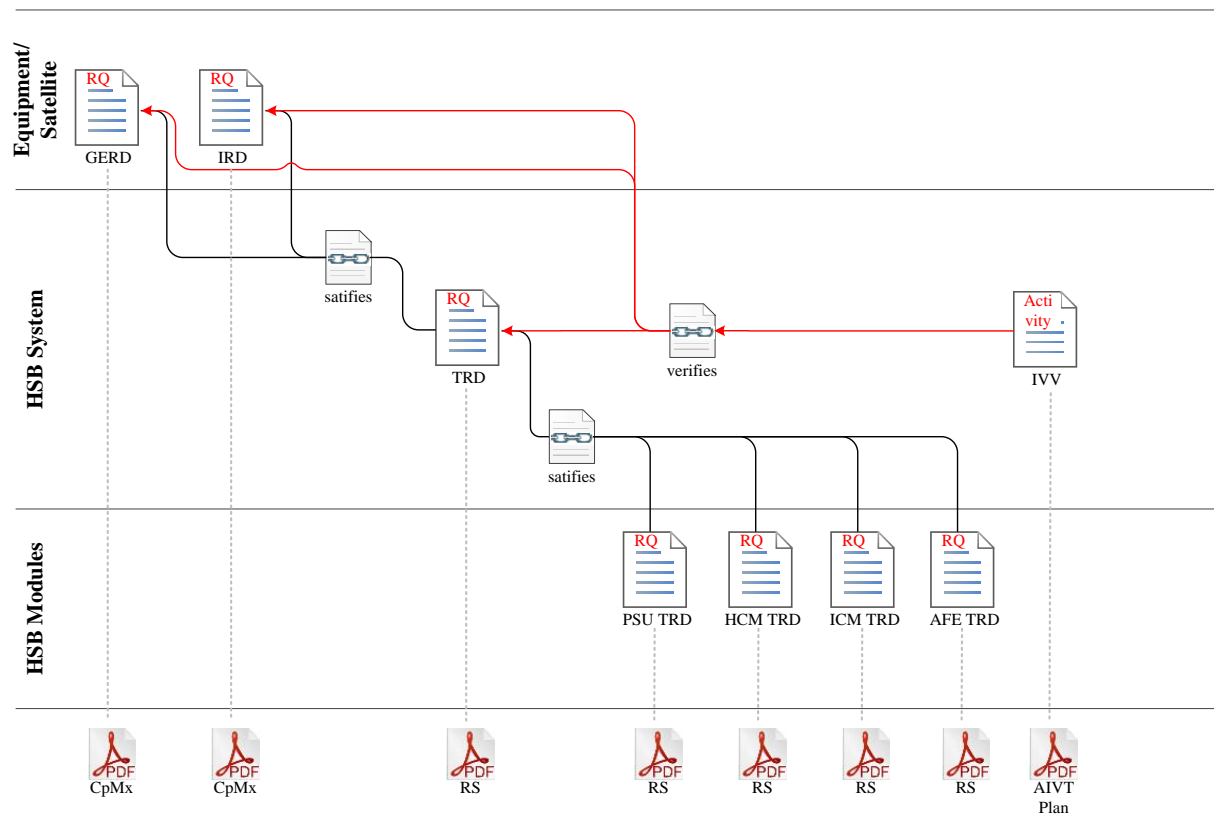 Equipment/
Satellite
RQ
GERD
RQ
IRD
HSB System
satifies
RQ
TRD
verifies
Acti
vity
IVV
satifies
HSB Modules
RQ
PSU TRD
RQ
HCM TRD
RQ
ICM TRD
RQ
AFE TRD
PDF
CpMx
PDF
CpMx
PDF
RS
PDF
RS
PDF
RS
PDF
RS
PDF
RS
PDF
AIVT
Plan